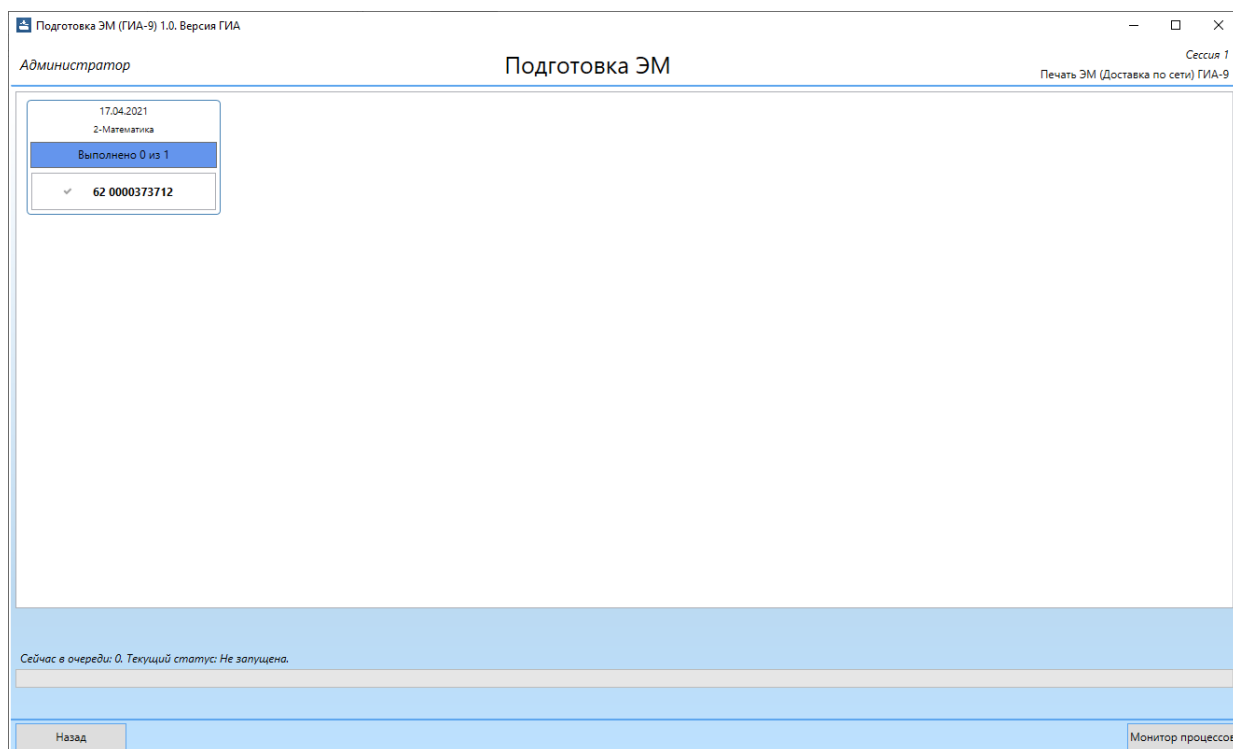 Подготовка ЭМ (ГИА-9) 1.0. Версия ГИА
Администратор
Подготовка ЭМ
Сессия 1
Печать ЭМ (Доставка по сети) ГИА-9
17.04.2021
2-Математика
Выполнено 0 из 1
62 0000373712
Сейчас в очереди: 0. Текущий статус: Не запущена.
Назад
Монитор процессов